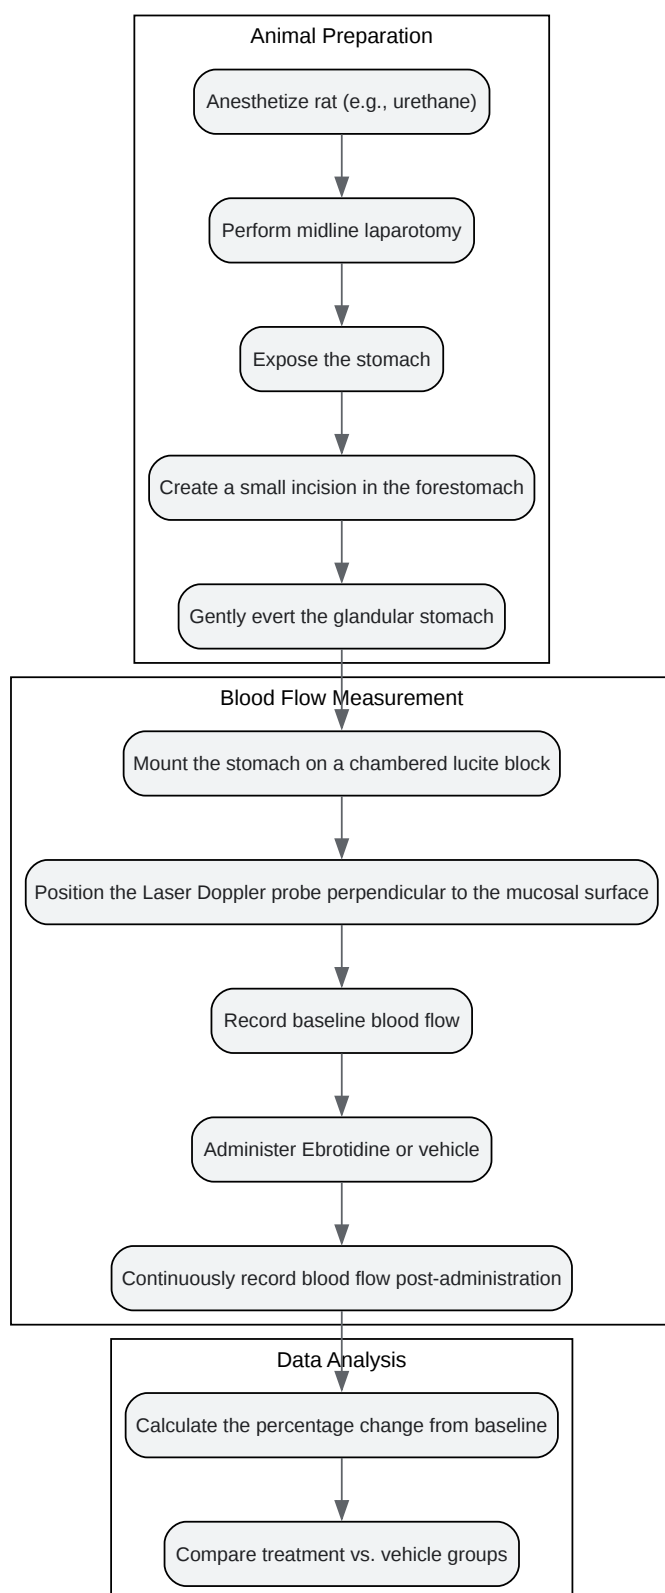 Animal Preparation
Anesthetize rat (e.g., urethane)
Perform midline laparotomy
Expose the stomach
Create a small incision in the forestomach
Gently evert the glandular stomach
Blood Flow Measurement
Mount the stomach on a chambered lucite block
Position the Laser Doppler probe perpendicular to the mucosal surface
Record baseline blood flow
Administer Ebrotidine or vehicle
Continuously record blood flow post-administration
Data Analysis
Calculate the percentage change from baseline
Compare treatment vs. vehicle groups